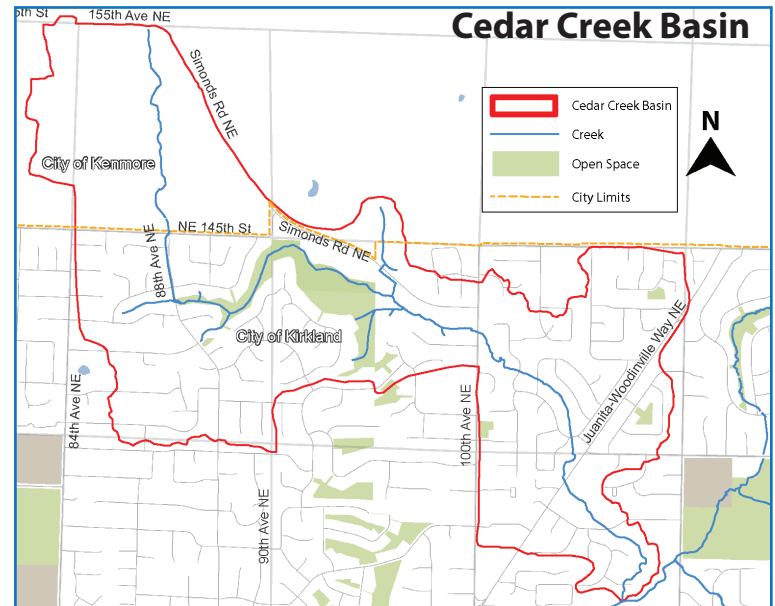 Cedar Creek Basin
5th St
155th Ave NE
Simonds Rd NE
Cedar Creek Basin
Creek
Open Space
City Limits
N
City of Kenmore
88th Ave NE
NE 145th St
Simonds Rd NE
City of Kirkland
Juanita-Woodinville Way NE
84th Ave NE
100th Ave NE
90th Ave NE